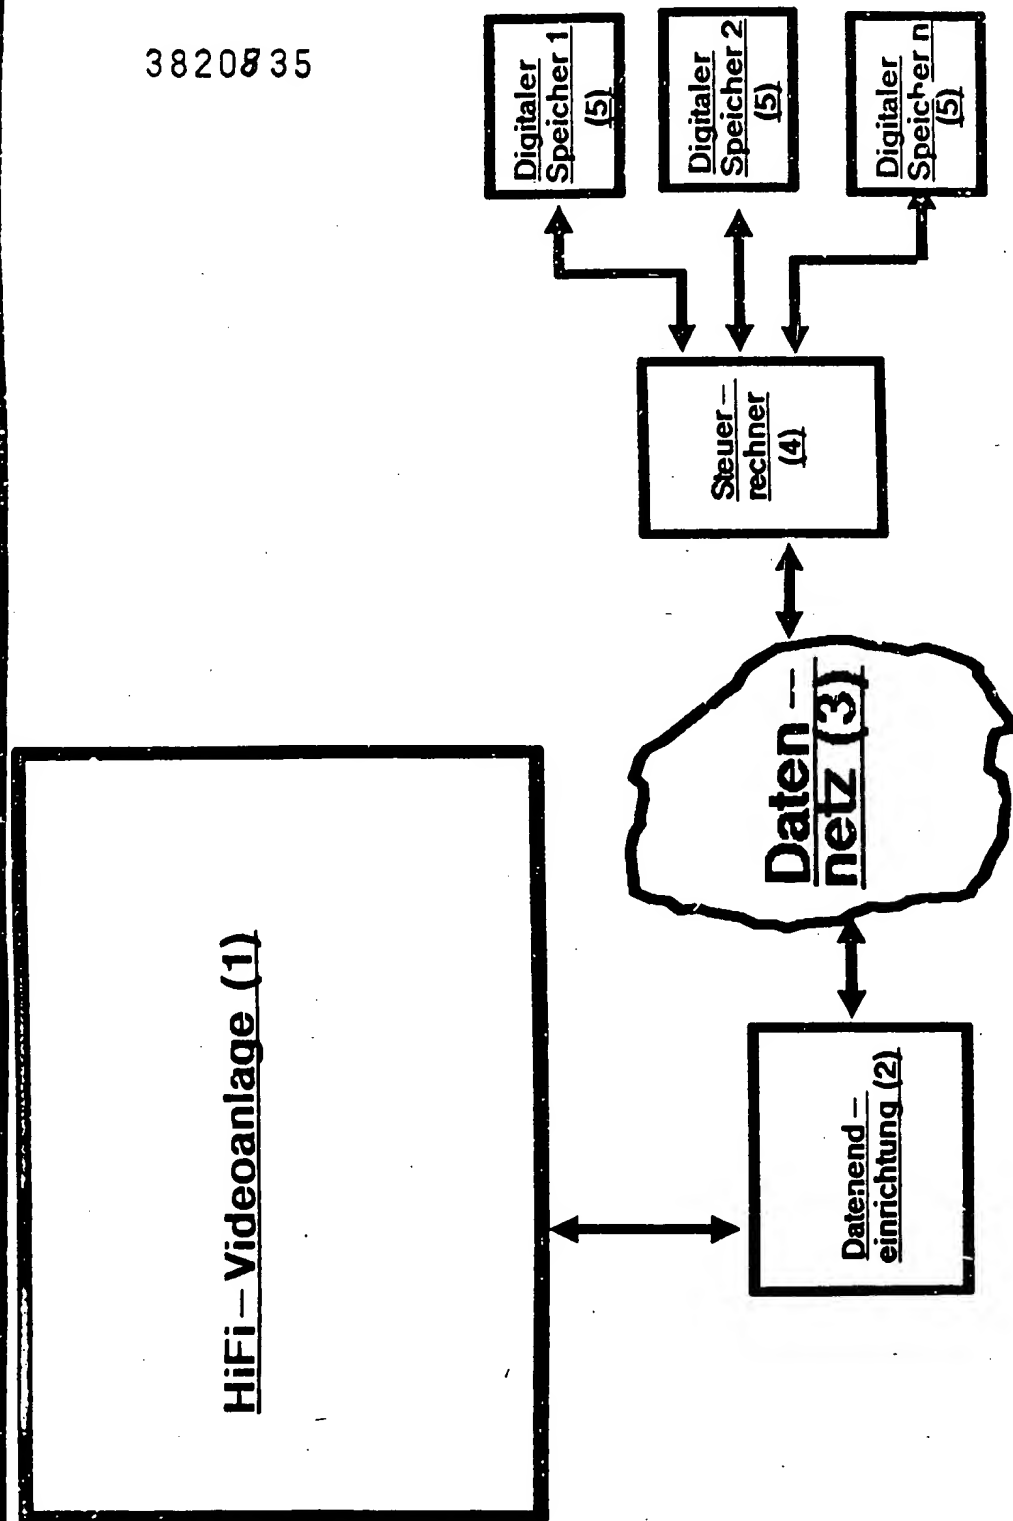 3820835
Digitaler
Speicher 1
(5)
Digitaler
Speicher 2
(5)
Digitaler
Speicher n
(5)
Steuer–
rechner
(4)
Daten–
netz (3)
Datenend–
einrichtung (2)
HiFi–Videoanlage (1)